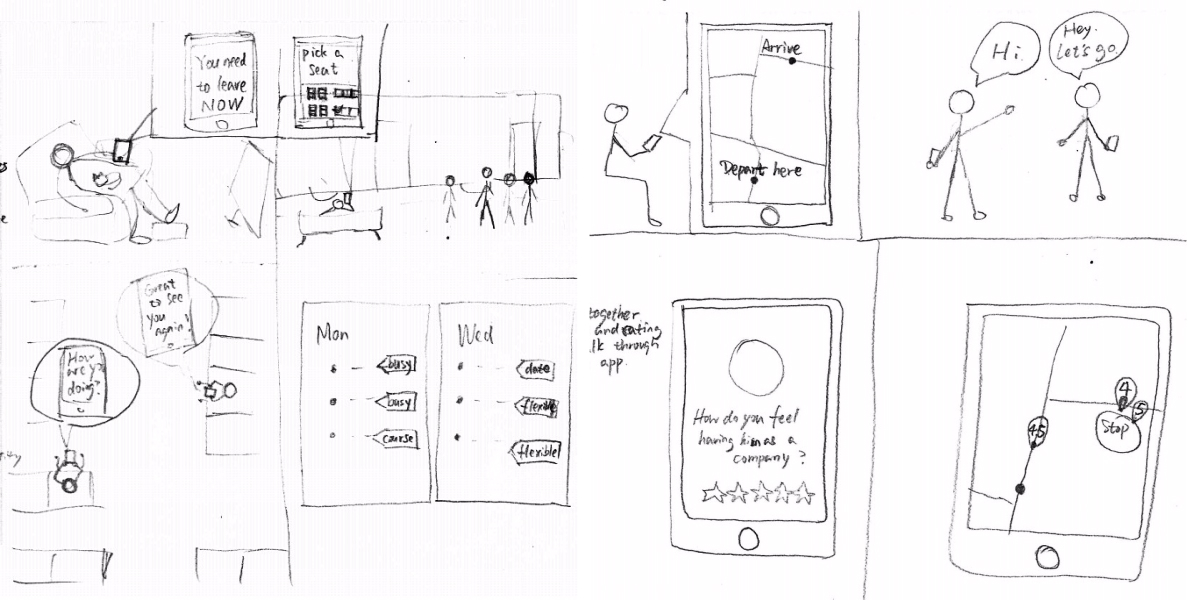 You need
to leave
NOW
pick a
seat
Arrive
Depart here
Hi.
Hey.
Let's go.
Great
to see
you
again!
How
are you
doing?
Mon
busy
busy
course
Wed
date
flexible
flexible!
together
and rating
through
app.
How do you feel
having him as a
company?
4
5
45
Stop